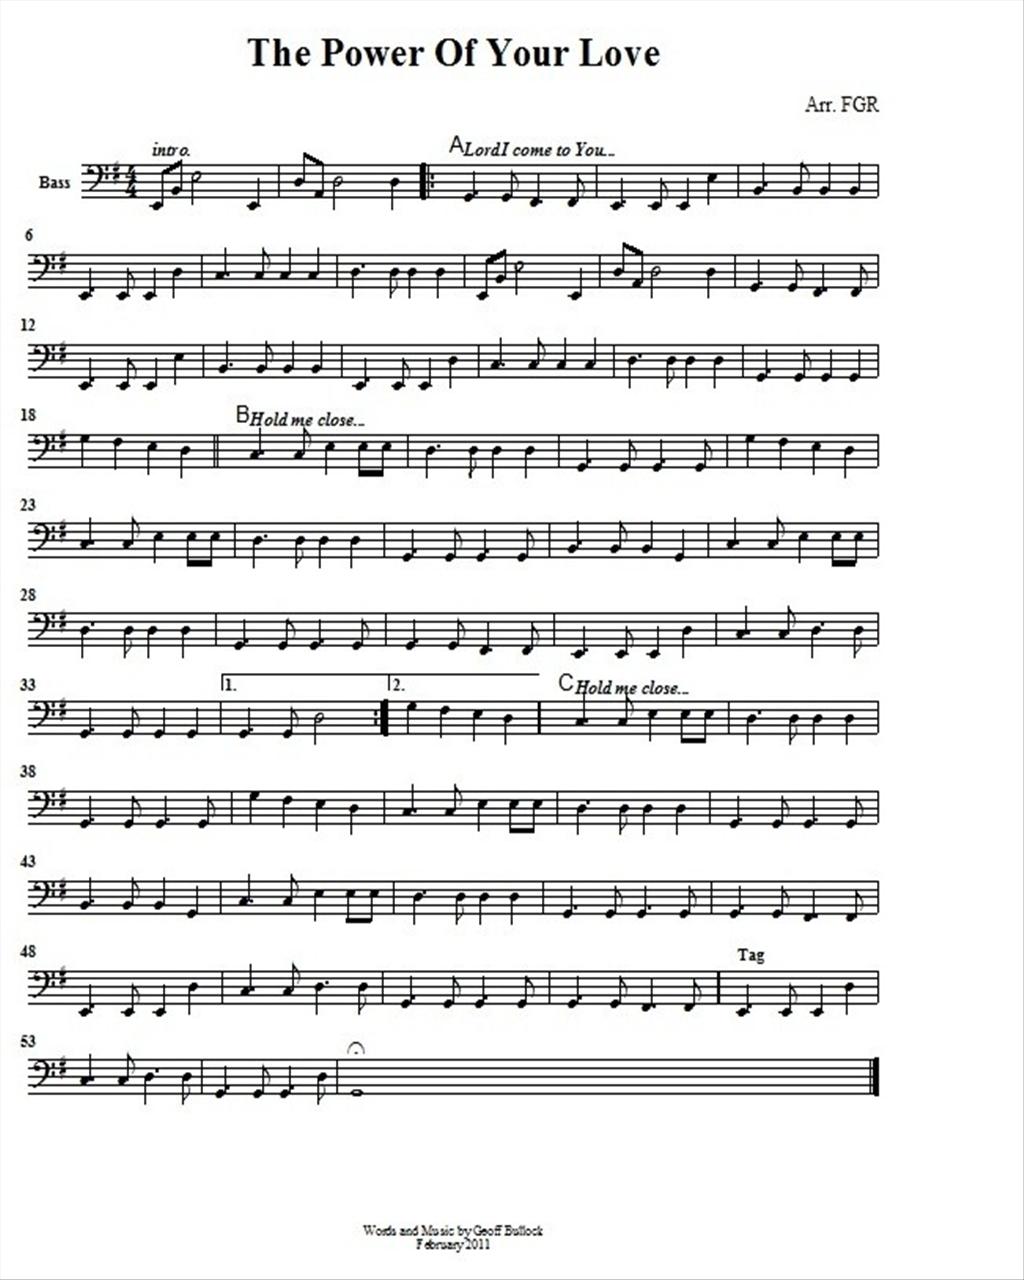 The Power Of Your Love
Arr. FGR
intro.
A Lord I come to You...
Bass
6
12
18
B Hold me close...
23
28
33
1.
2.
C Hold me close...
38
43
48
Tag
53
Words and Music by Geoff Bullock
February 2011